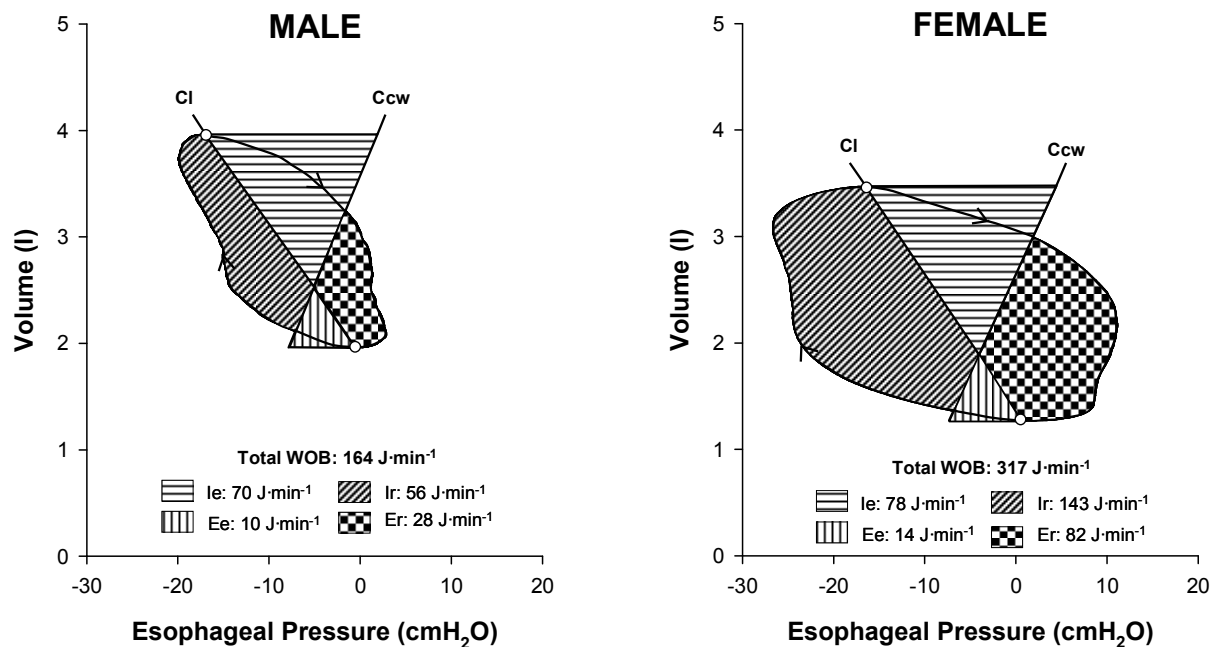 MALE
5
4
3
2
1
0
Volume (l)
Cl
Ccw
Total WOB: 164 J·min⁻¹
Ie: 70 J·min⁻¹
Ir: 56 J·min⁻¹
Ee: 10 J·min⁻¹
Er: 28 J·min⁻¹
-30
-20
-10
0
10
20
Esophageal Pressure (cmH₂O)
FEMALE
5
4
3
2
1
0
Volume (l)
Cl
Ccw
Total WOB: 317 J·min⁻¹
Ie: 78 J·min⁻¹
Ir: 143 J·min⁻¹
Ee: 14 J·min⁻¹
Er: 82 J·min⁻¹
-30
-20
-10
0
10
20
Esophageal Pressure (cmH₂O)